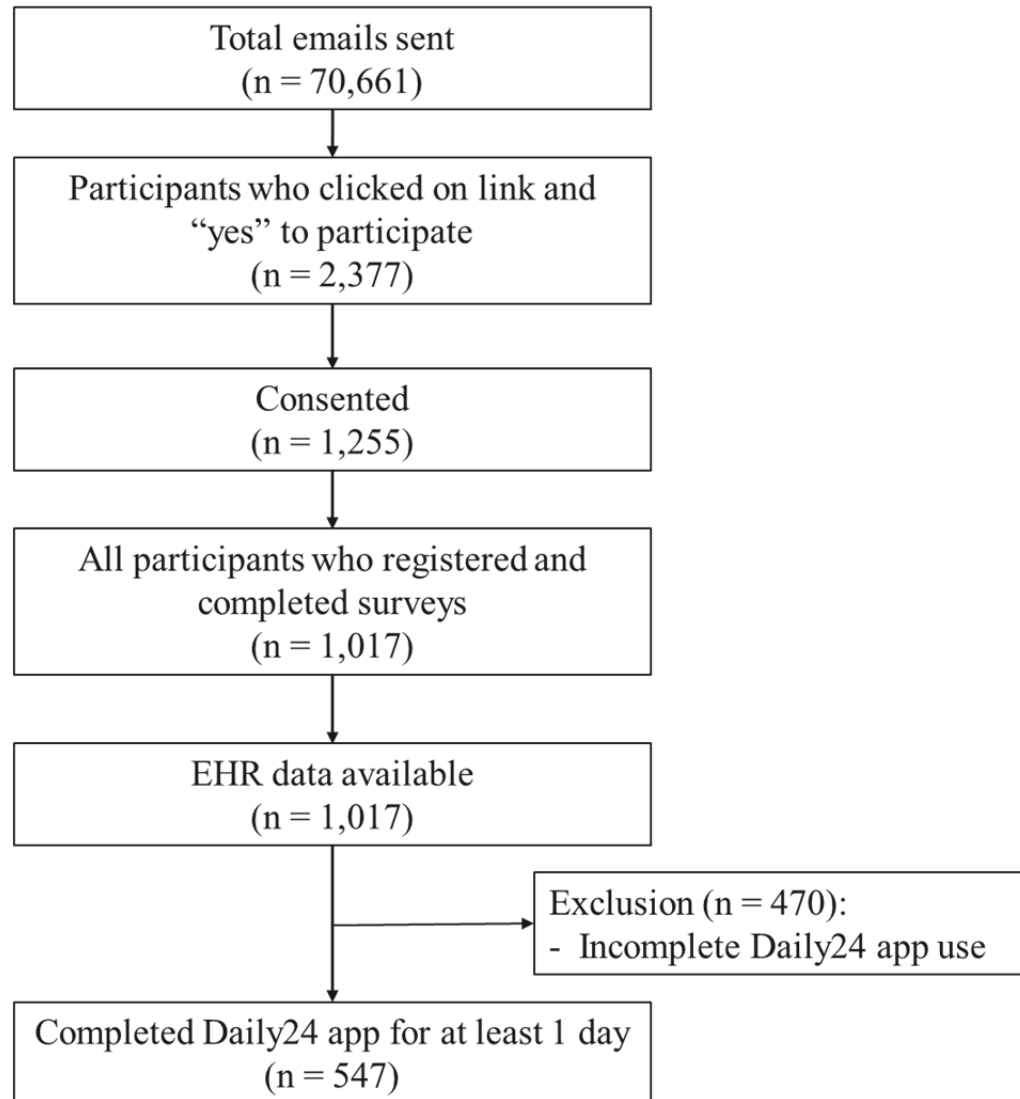 Total emails sent
(n = 70,661)
Participants who clicked on link and
“yes” to participate
(n = 2,377)
Consented
(n = 1,255)
All participants who registered and
completed surveys
(n = 1,017)
EHR data available
(n = 1,017)
Exclusion (n = 470):
- Incomplete Daily24 app use
Completed Daily24 app for at least 1 day
(n = 547)